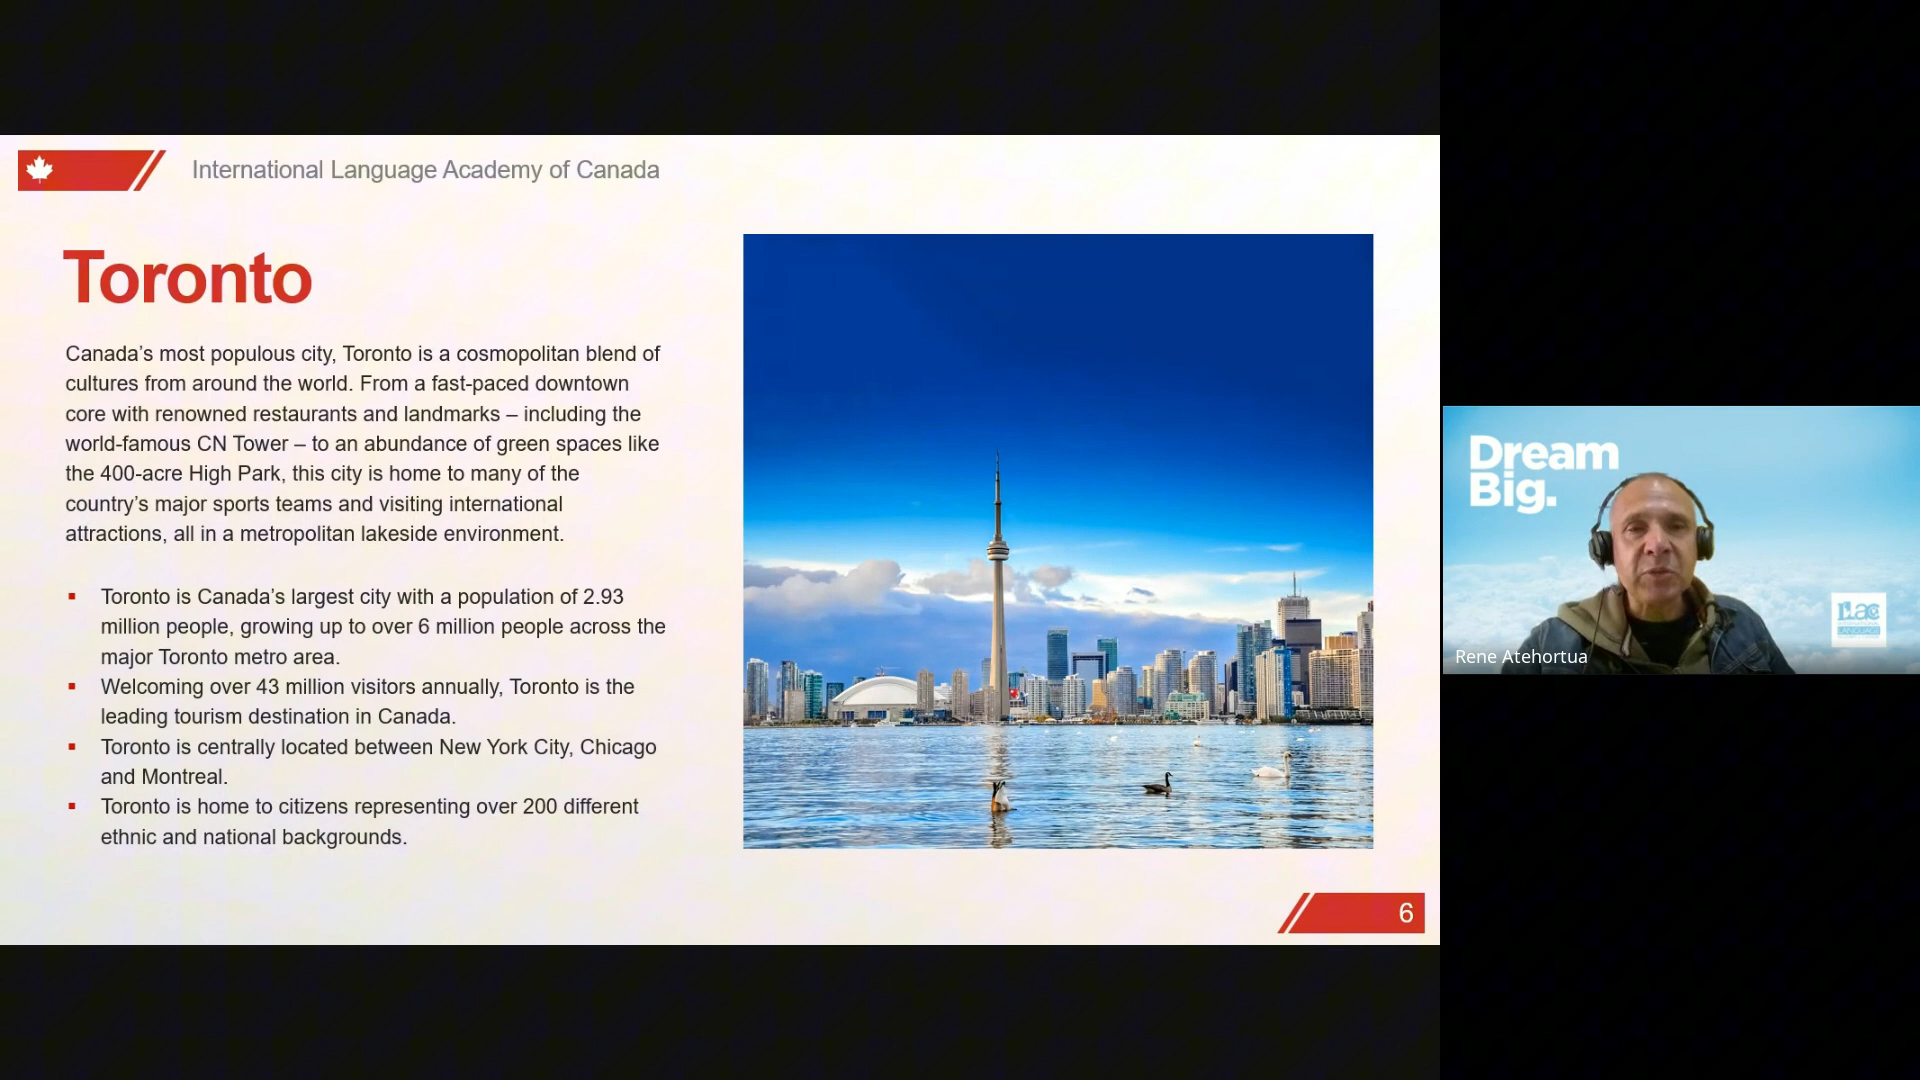 International Language Academy of Canada
Toronto
Canada’s most populous city, Toronto is a cosmopolitan blend of
cultures from around the world. From a fast-paced downtown
core with renowned restaurants and landmarks – including the
world-famous CN Tower – to an abundance of green spaces like
the 400-acre High Park, this city is home to many of the
country’s major sports teams and visiting international
attractions, all in a metropolitan lakeside environment.
▪ Toronto is Canada’s largest city with a population of 2.93
million people, growing up to over 6 million people across the
major Toronto metro area.
▪ Welcoming over 43 million visitors annually, Toronto is the
leading tourism destination in Canada.
▪ Toronto is centrally located between New York City, Chicago
and Montreal.
▪ Toronto is home to citizens representing over 200 different
ethnic and national backgrounds.
6
Dream
Big.
ilac
Rene Atehortua